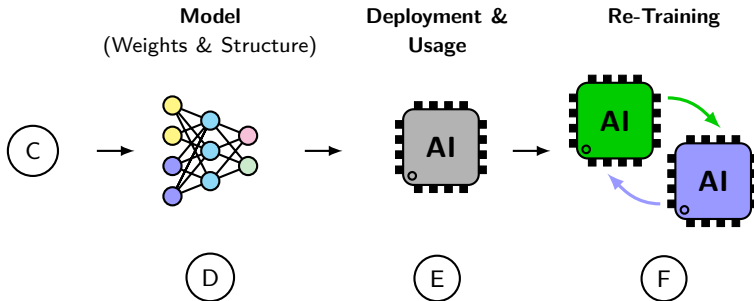 Model
(Weights & Structure)
Deployment &
Usage
Re-Training
C
AI
AI
AI
D
E
F